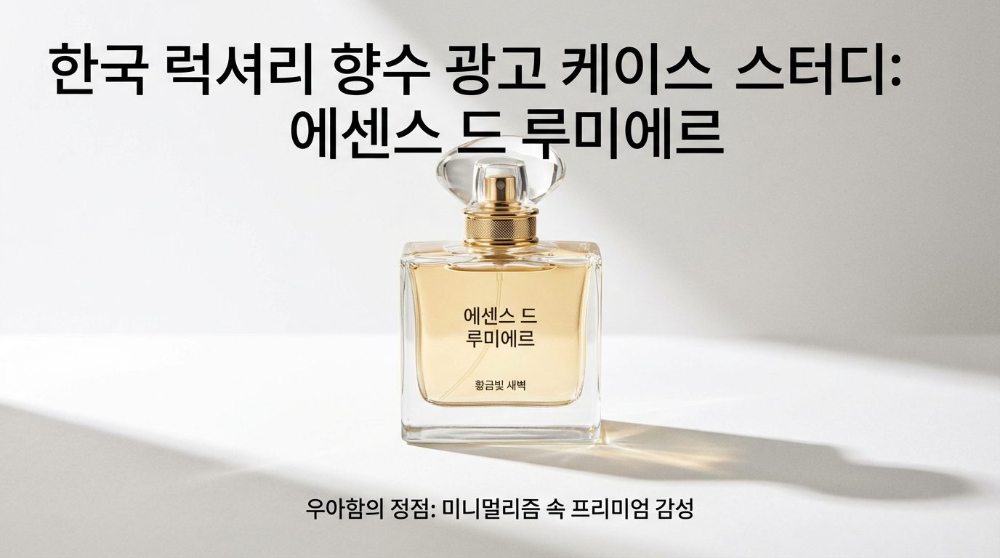 한국 럭셔리 향수 광고 케이스 스터디:
에센스 드 루미에르
에센스 드
루미에르
황금빛 새벽
우아함의 정점: 미니멀리즘 속 프리미엄 감성